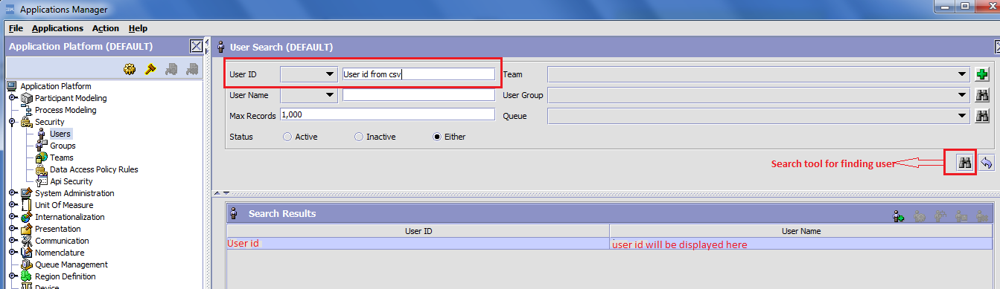 IBM Applications Manager
File Applications Action Help
Application Platform (DEFAULT)
Application Platform
Participant Modeling
Process Modeling
Security
Users
Groups
Teams
Data Access Policy Rules
Api Security
System Administration
Unit Of Measure
Internationalization
Presentation
Communication
Nomenclature
Queue Management
Region Definition
Device
User Search (DEFAULT)
User ID User id from csv Team
User Name User Group
Max Records 1,000 Queue
Status Active Inactive Either
Search tool for finding user
Search Results
User ID User Name
User id user id will be displayed here